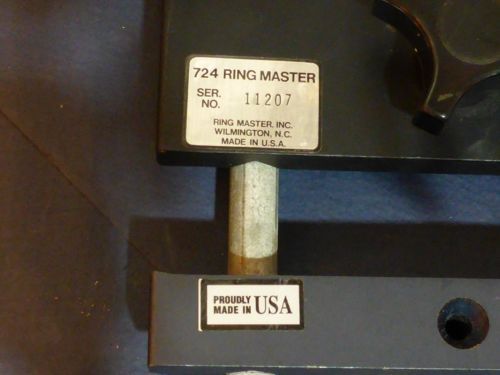 724 RING MASTER
SER.
NO. 11207
RING MASTER, INC.
WILMINGTON, N.C.
MADE IN U.S.A.
PROUDLY
MADE IN USA